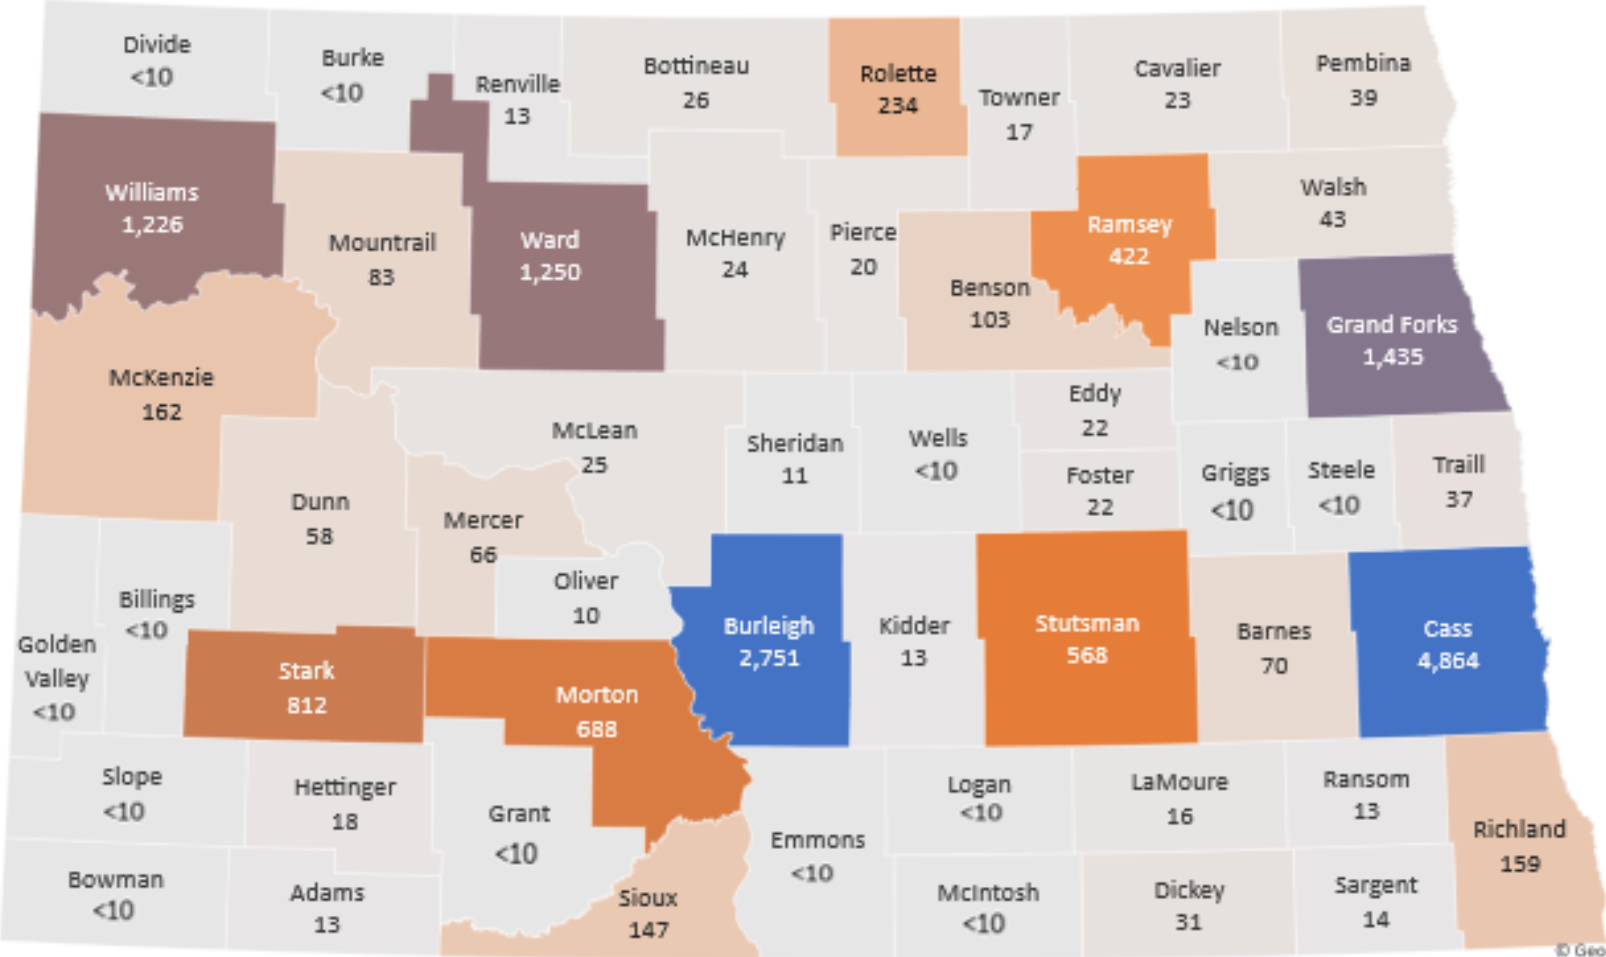 Divide
<10
Burke
<10
Renville
13
Bottineau
26
Rolette
234
Towner
17
Cavalier
23
Pembina
39
Williams
1,226
Mountrail
83
Ward
1,250
McHenry
24
Pierce
20
Benson
103
Ramsey
422
Walsh
43
Nelson
<10
Grand Forks
1,435
McKenzie
162
Dunn
58
McLean
25
Mercer
66
Sheridan
11
Wells
<10
Eddy
22
Foster
22
Griggs
<10
Steele
<10
Traill
37
Golden
Valley
<10
Billings
<10
Stark
812
Oliver
10
Morton
688
Burleigh
2,751
Kidder
13
Stutsman
568
Barnes
70
Cass
4,864
Slope
<10
Hettinger
18
Grant
<10
Bowman
<10
Adams
13
Sioux
147
Emmons
<10
Logan
<10
McIntosh
<10
LaMoure
16
Dickey
31
Ransom
13
Sargent
14
Richland
159
© Geo